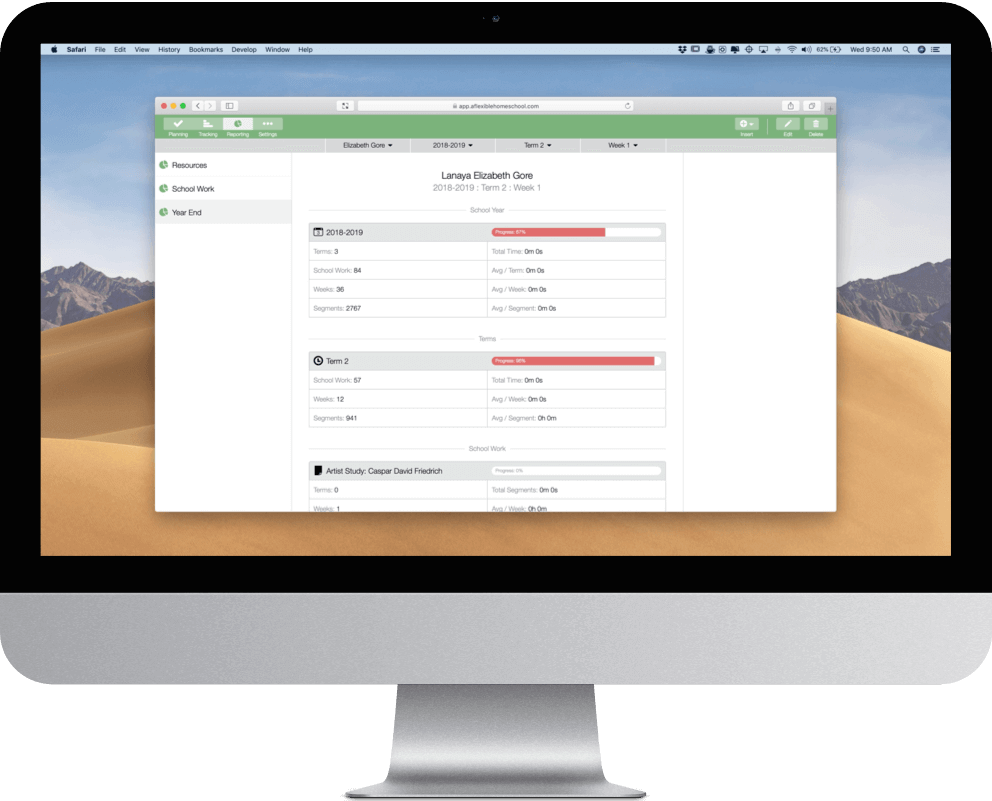 Safari File Edit View History Bookmarks Develop Window Help 62% Wed 9:50 AM
app.aflexiblehomeschool.com
Planning Tracking Reporting Settings Insert Edit Delete
Elizabeth Gore 2018-2019 Term 2 Week 1
Resources
School Work
Year End
Lanaya Elizabeth Gore
2018-2019 : Term 2 : Week 1
School Year
2018-2019 Progress: 67%
Terms: 3 Total Time: 0m 0s
School Work: 84 Avg / Term: 0m 0s
Weeks: 36 Avg / Week: 0m 0s
Segments: 2767 Avg / Segment: 0m 0s
Terms
Term 2 Progress: 96%
School Work: 57 Total Time: 0m 0s
Weeks: 12 Avg / Week: 0m 0s
Segments: 941 Avg / Segment: 0h 0m
School Work
Artist Study: Caspar David Friedrich Progress: 0%
Terms: 0 Total Segments: 0m 0s
Weeks: 1 Avg / Week: 0h 0m